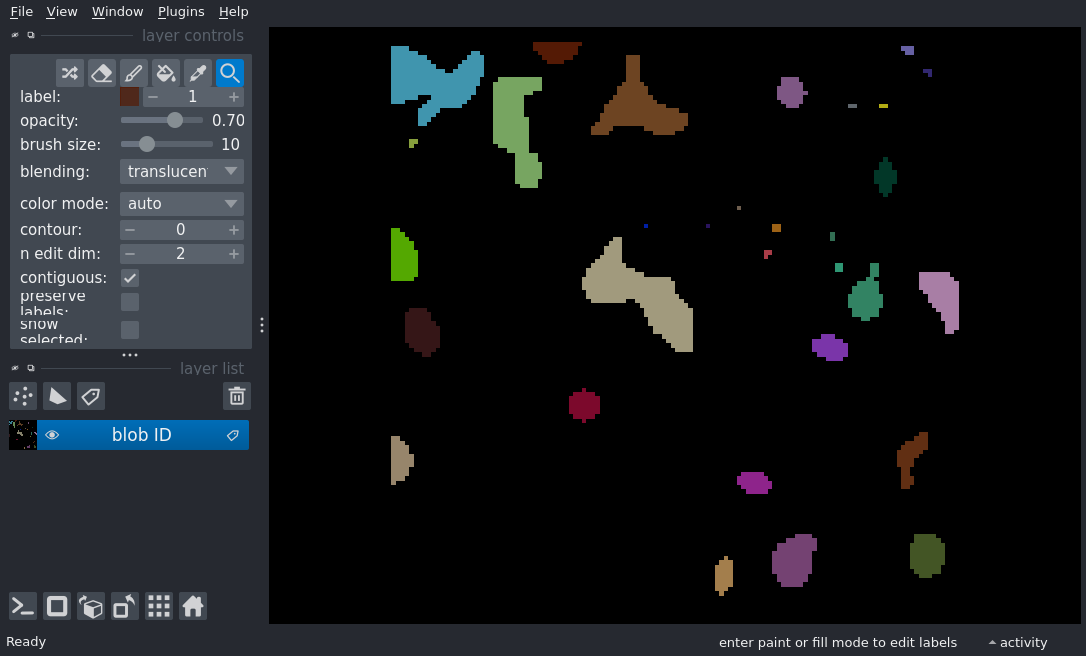 File View Window Plugins Help
layer controls
label: 1
opacity: 0.70
brush size: 10
blending: translucen
color mode: auto
contour: 0
n edit dim: 2
contiguous:
preserve
labels:
show
selected:
layer list
blob ID
Ready enter paint or fill mode to edit labels activity